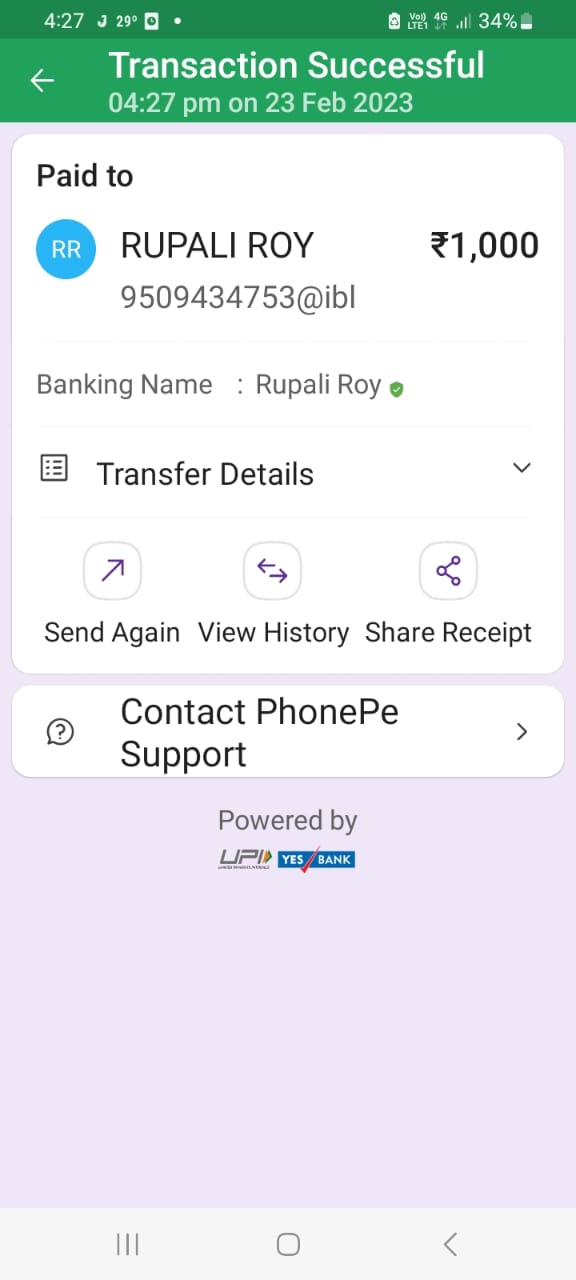 4:27 29° Vo)) 4G 34%
LTE1
Transaction Successful
04:27 pm on 23 Feb 2023
Paid to
RR RUPALI ROY ₹1,000
9509434753@ibl
Banking Name : Rupali Roy
Transfer Details
Send Again View History Share Receipt
Contact PhonePe
Support
Powered by
UPI YES BANK